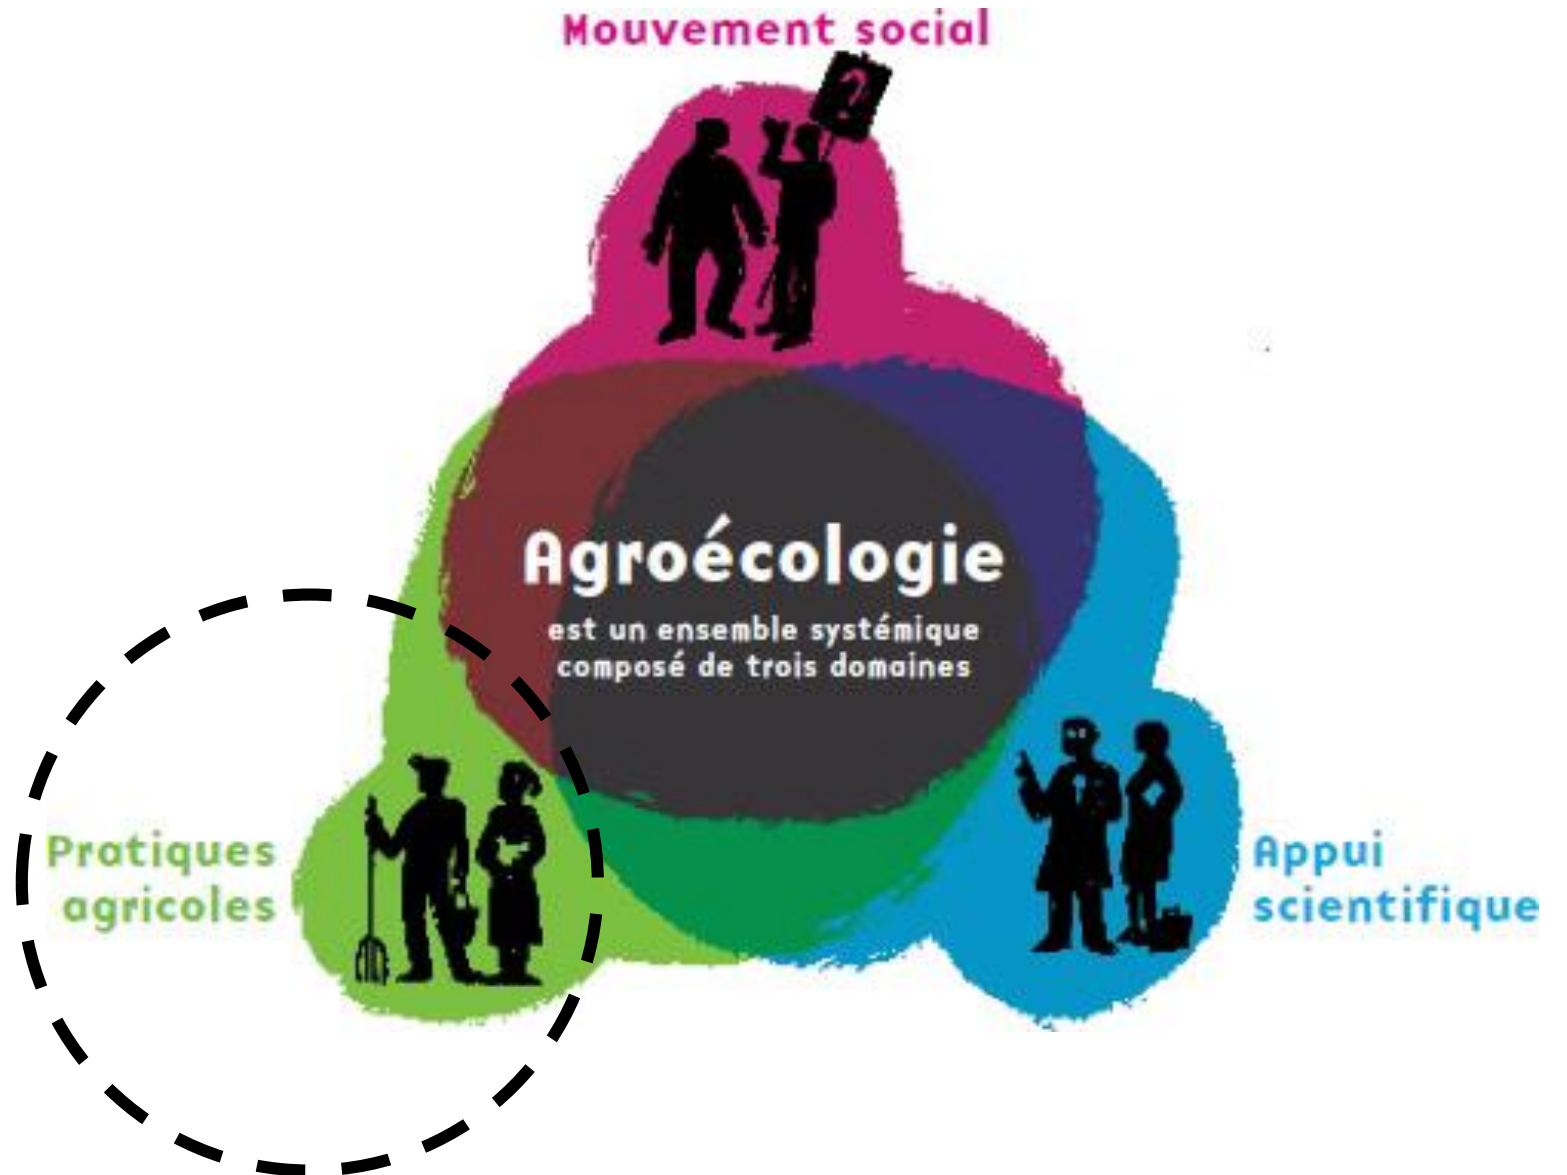 Mouvement social
?
Agroécologie
est un ensemble systémique
composé de trois domaines
Pratiques
agricoles
Appui
scientifique